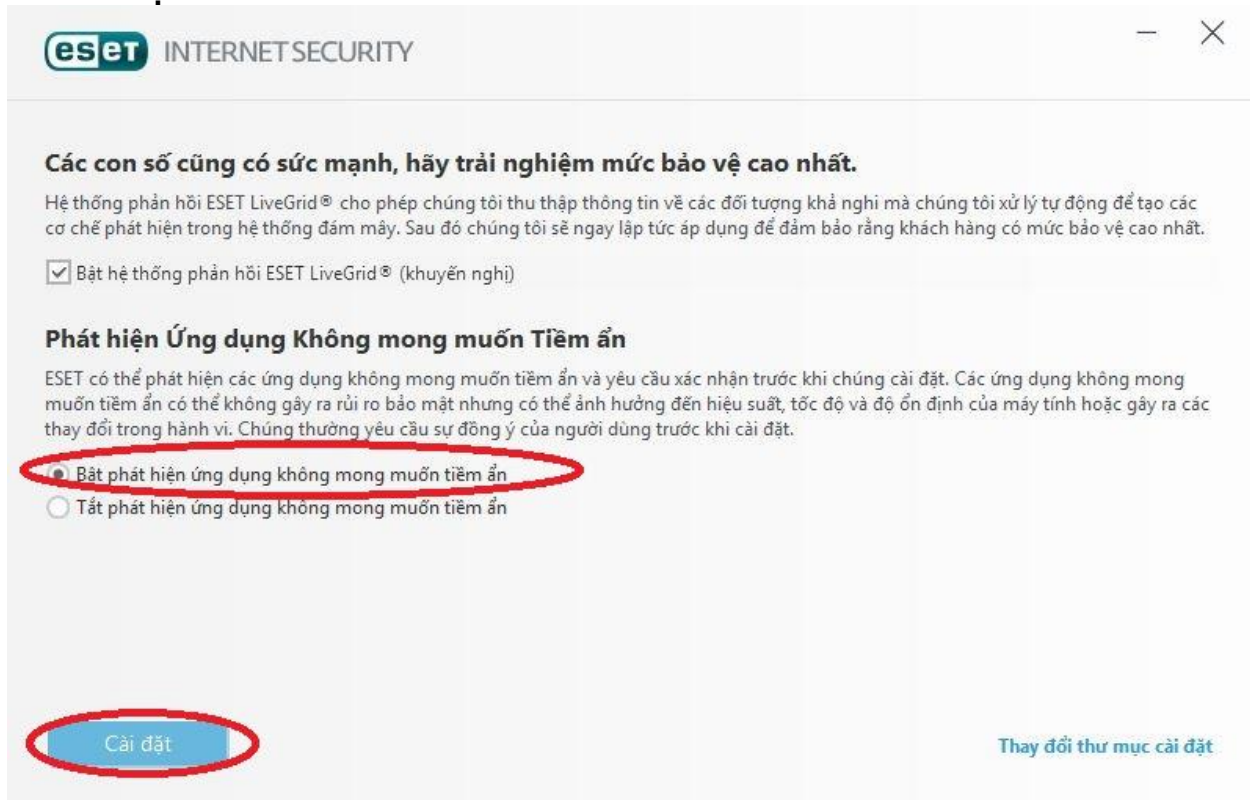 eset INTERNET SECURITY
Các con số cũng có sức mạnh, hãy trải nghiệm mức bảo vệ cao nhất.
Hệ thống phản hồi ESET LiveGrid® cho phép chúng tôi thu thập thông tin về các đối tượng khả nghi mà chúng tôi xử lý tự động để tạo các
cơ chế phát hiện trong hệ thống đám mây. Sau đó chúng tôi sẽ ngay lập tức áp dụng để đảm bảo rằng khách hàng có mức bảo vệ cao nhất.
Bật hệ thống phản hồi ESET LiveGrid® (khuyến nghị)
Phát hiện Ứng dụng Không mong muốn Tiềm ẩn
ESET có thể phát hiện các ứng dụng không mong muốn tiềm ẩn và yêu cầu xác nhận trước khi chúng cài đặt. Các ứng dụng không mong
muốn tiềm ẩn có thể không gây ra rủi ro bảo mật nhưng có thể ảnh hưởng đến hiệu suất, tốc độ và độ ổn định của máy tính hoặc gây ra các
thay đổi trong hành vi. Chúng thường yêu cầu sự đồng ý của người dùng trước khi cài đặt.
Bật phát hiện ứng dụng không mong muốn tiềm ẩn
Tắt phát hiện ứng dụng không mong muốn tiềm ẩn
Cài đặt
Thay đổi thư mục cài đặt